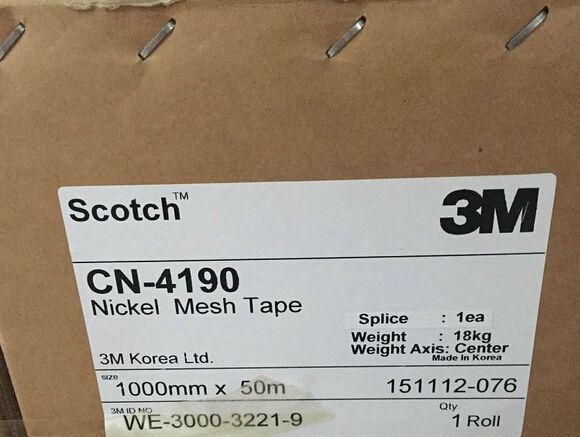 Scotch™ 3M
CN-4190
Nickel Mesh Tape
Splice : 1ea
Weight : 18kg
Weight Axis: Center
Made In Korea
3M Korea Ltd.
size
1000mm x 50m 151112-076
3M ID NO Qty
WE-3000-3221-9 1 Roll